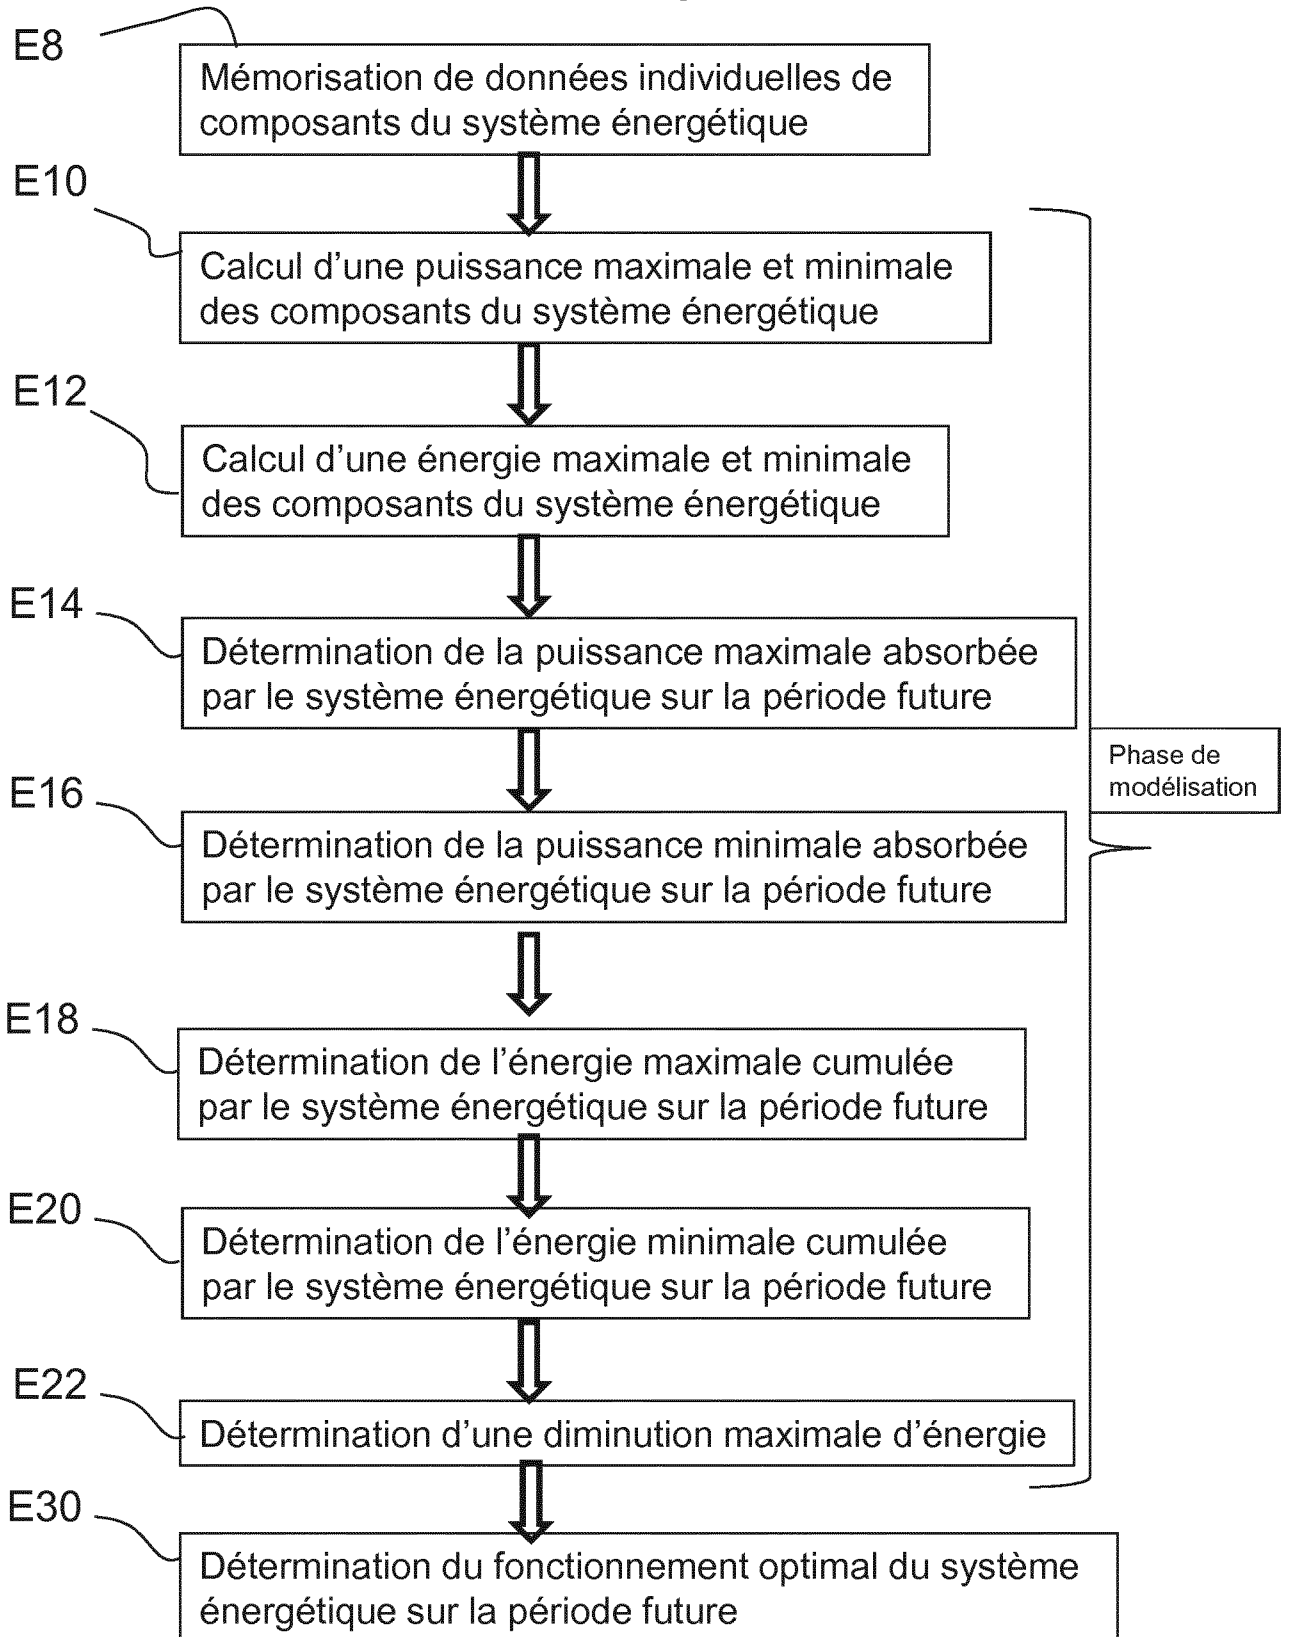 E8
Mémorisation de données individuelles de
composants du système énergétique
E10
Calcul d'une puissance maximale et minimale
des composants du système énergétique
E12
Calcul d'une énergie maximale et minimale
des composants du système énergétique
E14
Détermination de la puissance maximale absorbée
par le système énergétique sur la période future
Phase de
modélisation
E16
Détermination de la puissance minimale absorbée
par le système énergétique sur la période future
E18
Détermination de l'énergie maximale cumulée
par le système énergétique sur la période future
E20
Détermination de l'énergie minimale cumulée
par le système énergétique sur la période future
E22
Détermination d'une diminution maximale d'énergie
E30
Détermination du fonctionnement optimal du système
énergétique sur la période future